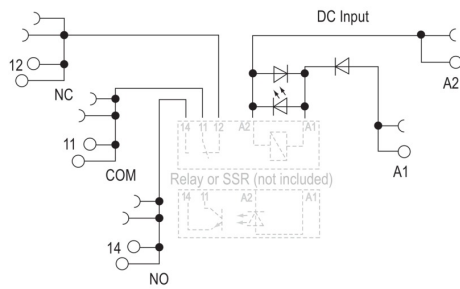 DC Input
12
NC
A2
11
COM
A1
14 11 12 A2 A1
Relay or SSR (not included)
14 11 A2 A1
14
NO